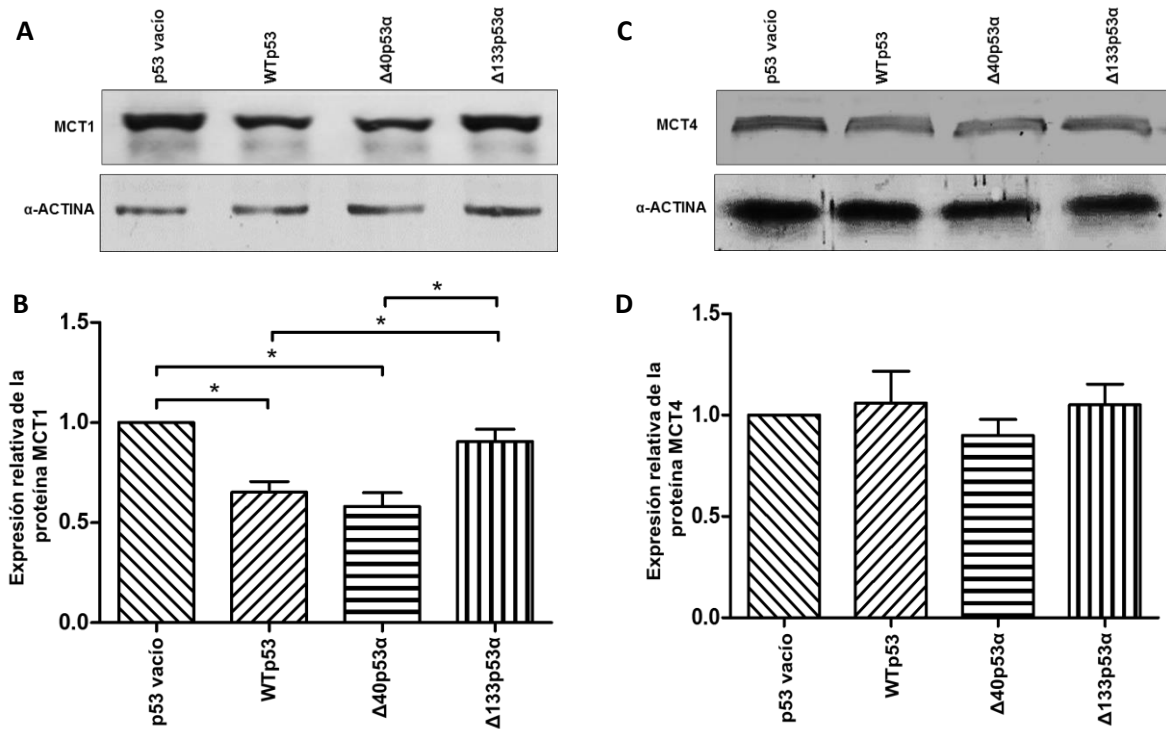 A
p53 vacío
WTp53
Δ40p53α
Δ133p53α
MCT1
α-ACTINA
B
Expresión relativa de la
proteína MCT1
1.5
1.0
0.5
0.0
*
*
*
*
p53 vacío
WTp53
Δ40p53α
Δ133p53α
C
p53 vacío
WTp53
Δ40p53α
Δ133p53α
MCT4
α-ACTINA
D
Expresión relativa de la
proteína MCT4
1.5
1.0
0.5
0.0
p53 vacío
WTp53
Δ40p53α
Δ133p53α